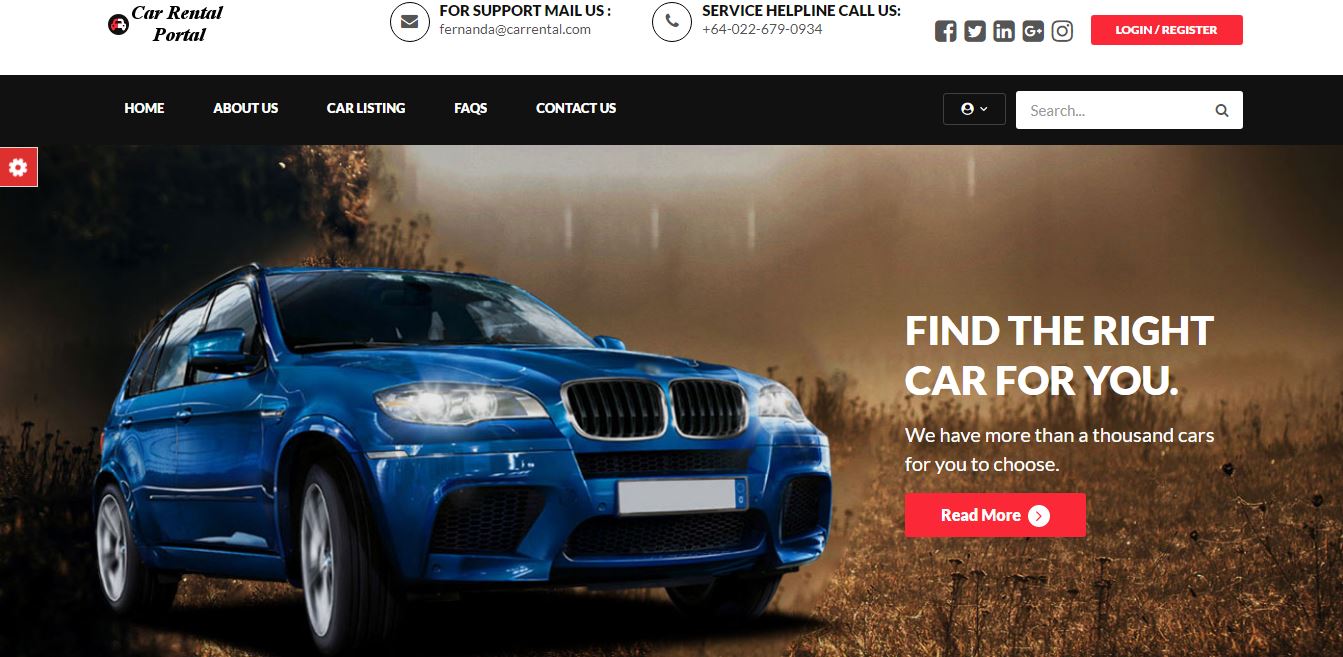 Car Rental
Portal
FOR SUPPORT MAIL US :
fernanda@carrental.com
SERVICE HELPLINE CALL US:
+64-022-679-0934
LOGIN / REGISTER
HOME
ABOUT US
CAR LISTING
FAQS
CONTACT US
Search...
FIND THE RIGHT
CAR FOR YOU.
We have more than a thousand cars
for you to choose.
Read More